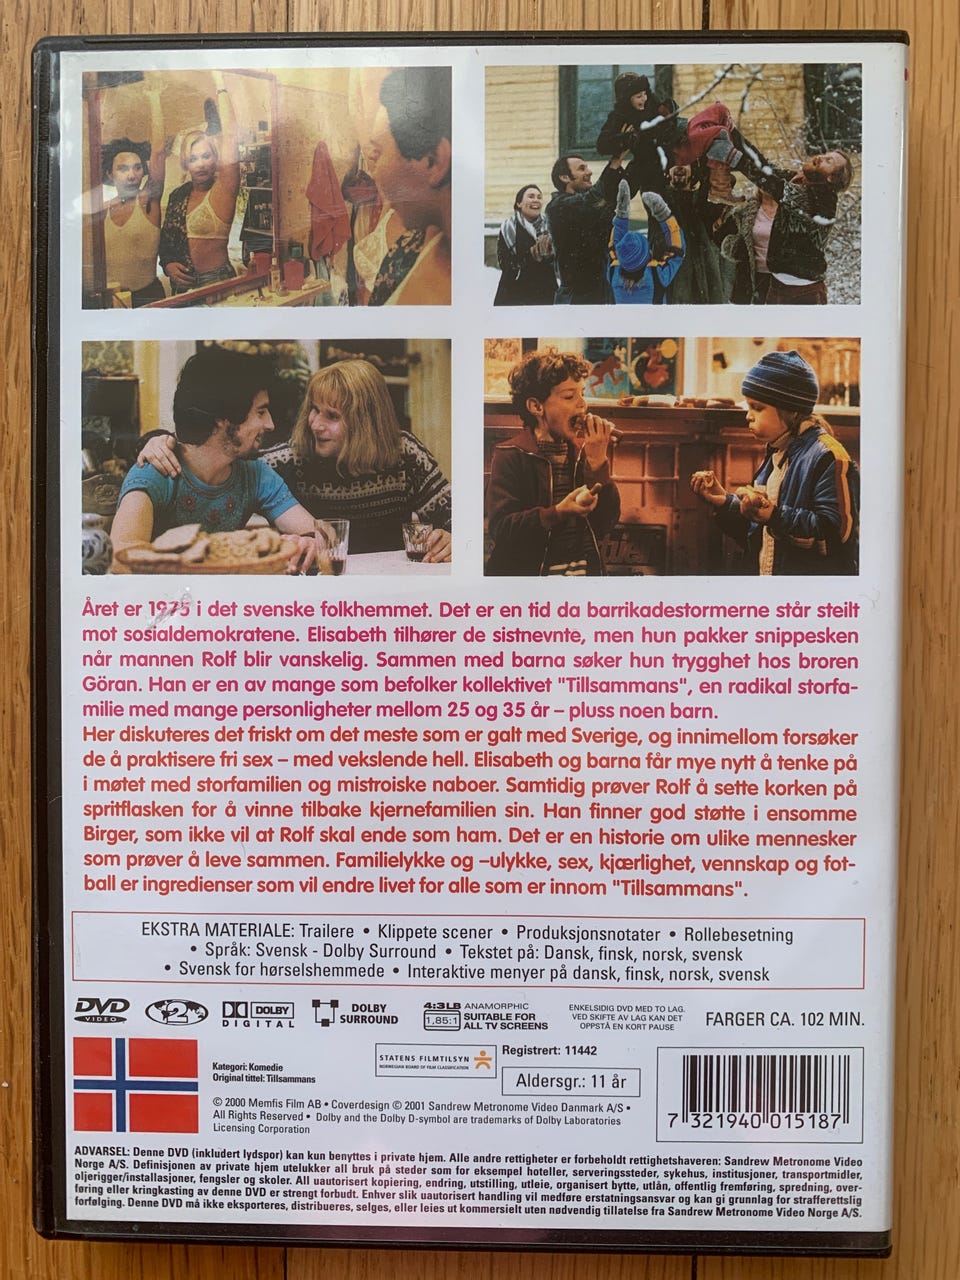 Året er 1975 i det svenske folkhemmet. Det er en tid da barrikadestormerne står steilt
mot sosialdemokratene. Elisabeth tilhører de sistnevnte, men hun pakker snippesken
når mannen Rolf blir vanskelig. Sammen med barna søker hun trygghet hos broren
Göran. Han er en av mange som befolker kollektivet "Tillsammans", en radikal storfa-
milie med mange personligheter mellom 25 og 35 år – pluss noen barn.
Her diskuteres det friskt om det meste som er galt med Sverige, og innimellom forsøker
de å praktisere fri sex – med vekslende hell. Elisabeth og barna får mye nytt å tenke på
i møtet med storfamilien og mistroiske naboer. Samtidig prøver Rolf å sette korken på
spritflasken for å vinne tilbake kjernefamilien sin. Han finner god støtte i ensomme
Birger, som ikke vil at Rolf skal ende som ham. Det er en historie om ulike mennesker
som prøver å leve sammen. Familielykke og –ulykke, sex, kjærlighet, vennskap og fot-
ball er ingredienser som vil endre livet for alle som er innom "Tillsammans".
EKSTRA MATERIALE: Trailere • Klippete scener • Produksjonsnotater • Rollebesetning
• Språk: Svensk - Dolby Surround • Tekstet på: Dansk, finsk, norsk, svensk
• Svensk for hørselshemmede • Interaktive menyer på dansk, finsk, norsk, svensk
DVD
VIDEO
2
DOLBY
DIGITAL
DOLBY
SURROUND
4:3LB
1,85:1
ANAMORPHIC
SUITABLE FOR
ALL TV SCREENS
ENKELSIDIG DVD MED TO LAG.
VED SKIFTE AV LAG KAN DET
OPPSTÅ EN KORT PAUSE
FARGER CA. 102 MIN.
Kategori: Komedie
Original tittel: Tillsammans
STATENS FILMTILSYN
NORWEGIAN BOARD OF FILM CLASSIFICATION
Registrert: 11442
Aldersgr.: 11 år
© 2000 Memfis Film AB • Coverdesign © 2001 Sandrew Metronome Video Danmark A/S •
All Rights Reserved • Dolby and the Dolby D-symbol are trademarks of Dolby Laboratories
Licensing Corporation
7 321940 015187
ADVARSEL: Denne DVD (inkludert lydspor) kan kun benyttes i private hjem. Alle andre rettigheter er forbeholdt rettighetshaveren: Sandrew Metronome Video
Norge A/S. Definisjonen av private hjem utelukker all bruk på steder som for eksempel hoteller, serveringssteder, sykehus, institusjoner, transportmidler,
oljerigger/installasjoner, fengsler og skoler. All uautorisert kopiering, endring, utstilling, utleie, organisert bytte, utlån, offentlig fremføring, spredning, over-
føring eller kringkasting av denne DVD er strengt forbudt. Enhver slik uautorisert handling vil medføre erstatningsansvar og kan gi grunnlag for strafferettslig
forfølging. Denne DVD må ikke eksporteres, distribueres, selges, eller leies ut kommersielt uten nødvendig tillatelse fra Sandrew Metronome Video Norge A/S.